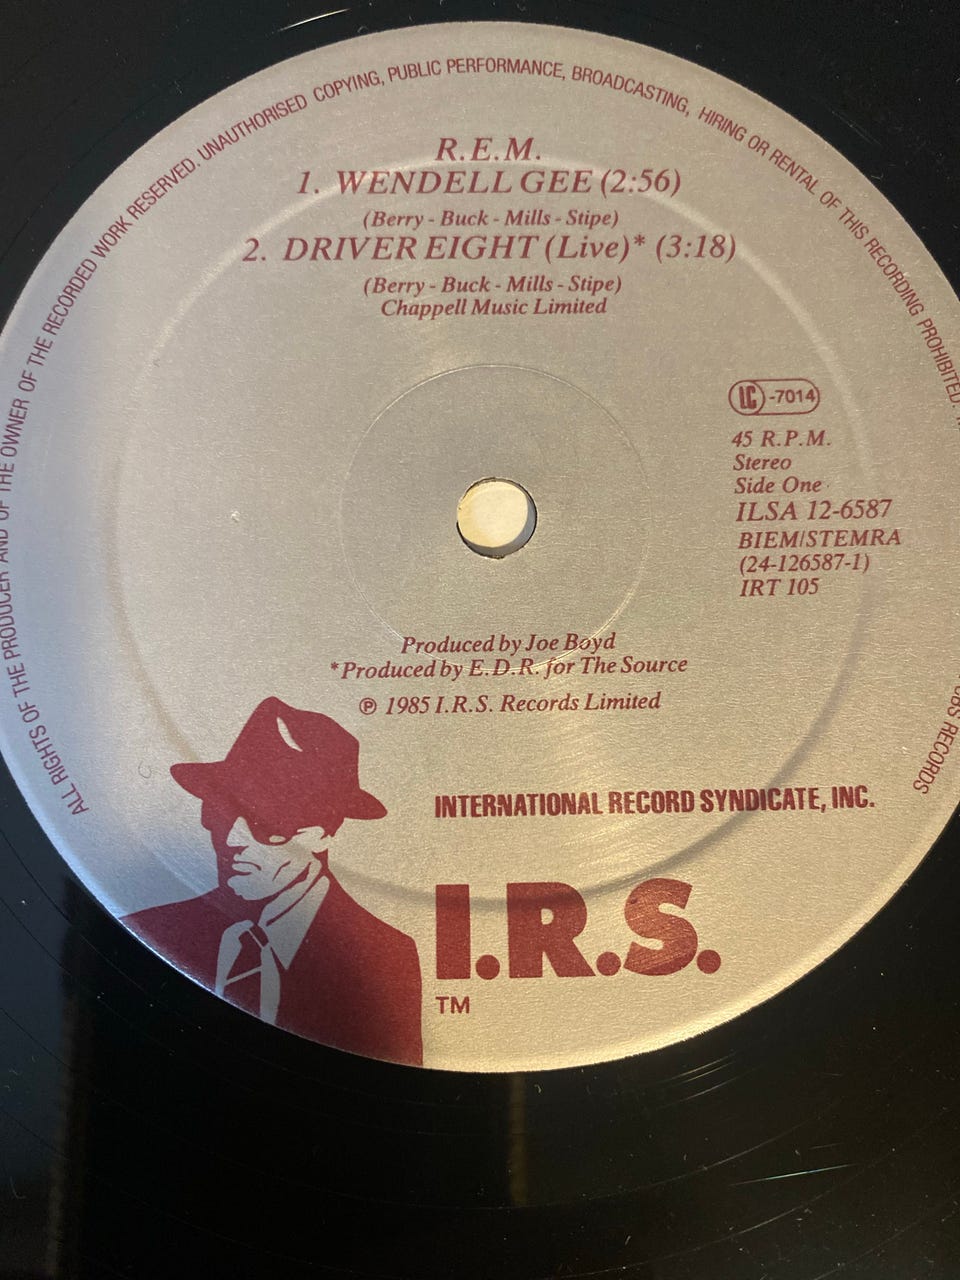 ALL RIGHTS OF THE PRODUCER AND OF THE OWNER OF THE RECORDED WORK RESERVED. UNAUTHORISED COPYING, PUBLIC PERFORMANCE, BROADCASTING, HIRING OR RENTAL OF THIS RECORDING PROHIBITED.
R.E.M.
1. WENDELL GEE (2:56)
(Berry - Buck - Mills - Stipe)
2. DRIVER EIGHT (Live)* (3:18)
(Berry - Buck - Mills - Stipe)
Chappell Music Limited
LC -7014
45 R.P.M.
Stereo
Side One
ILSA 12-6587
BIEM/STEMRA
(24-126587-1)
IRT 105
Produced by Joe Boyd
*Produced by E.D.R. for The Source
℗ 1985 I.R.S. Records Limited
CBS RECORDS
INTERNATIONAL RECORD SYNDICATE, INC.
I.R.S.
TM